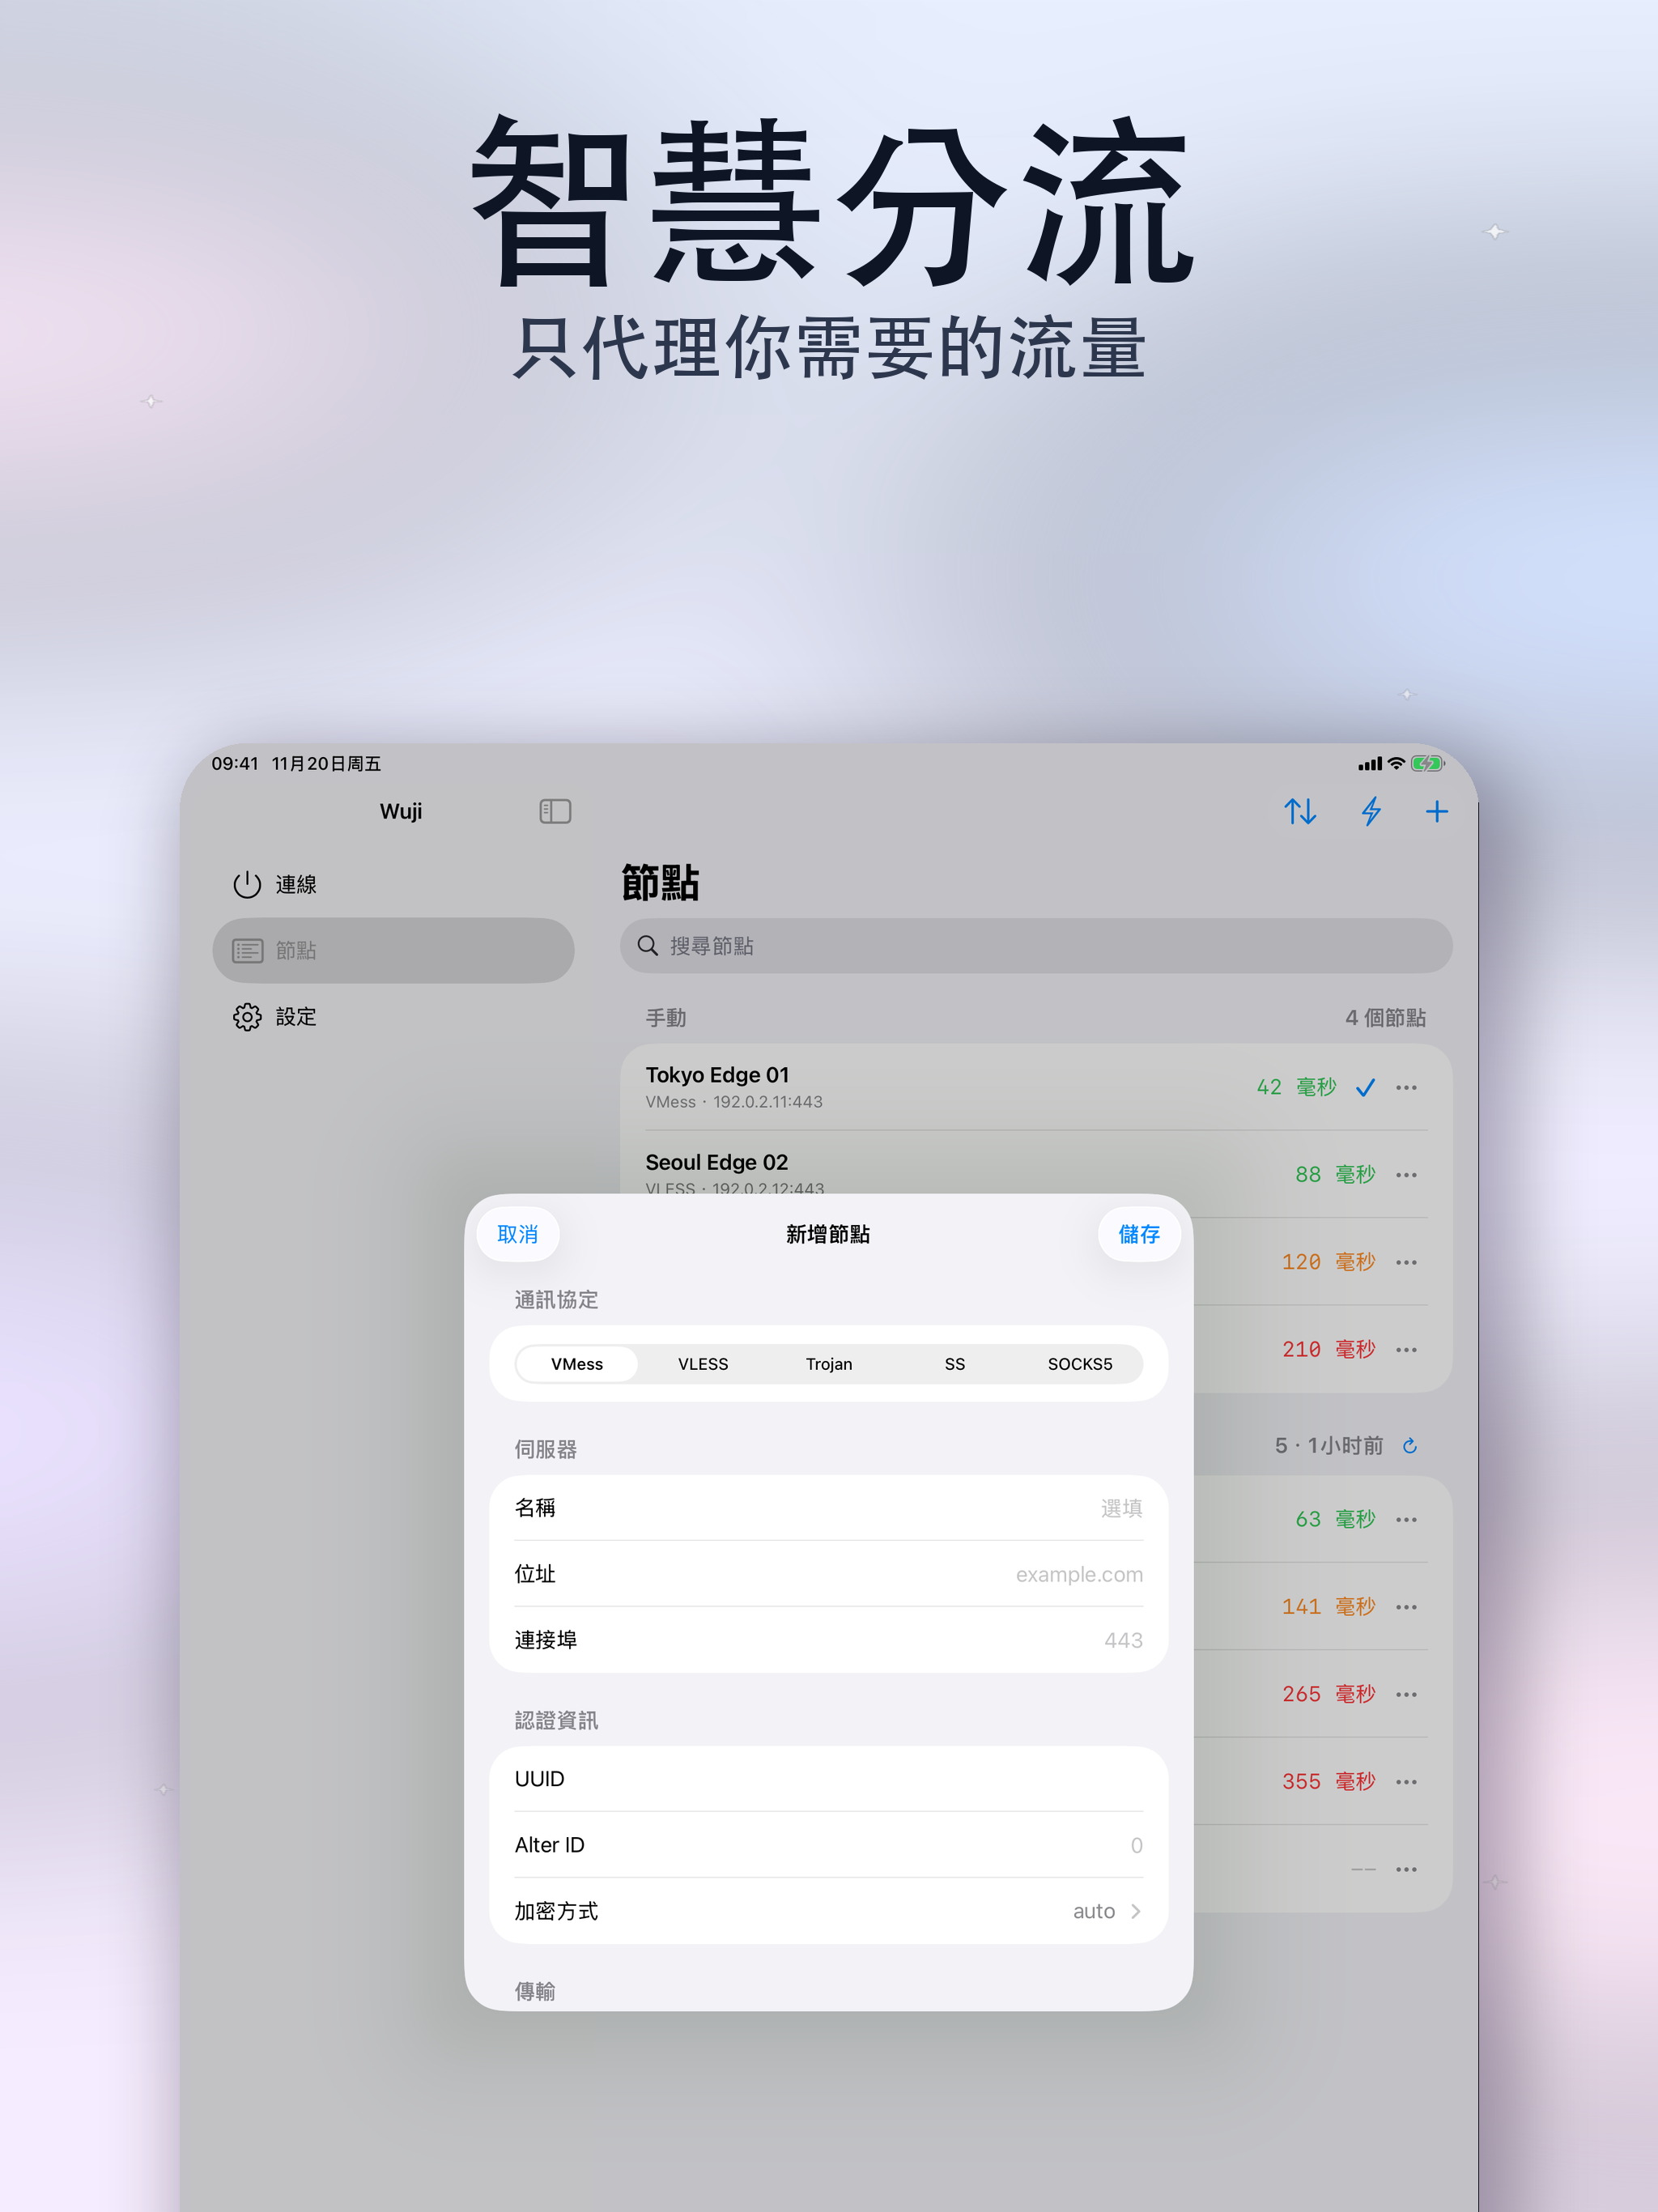 智慧分流
只代理你需要的流量
09:41 11月20日周五
Wuji
連線
節點
設定
節點
搜尋節點
手動 4 個節點
Tokyo Edge 01
VMess · 192.0.2.11:443
42 毫秒
Seoul Edge 02
VLESS · 192.0.2.12:443
88 毫秒
120 毫秒
210 毫秒
5 · 1小时前
63 毫秒
141 毫秒
265 毫秒
355 毫秒
——
取消 新增節點 儲存
通訊協定
VMess VLESS Trojan SS SOCKS5
伺服器
名稱 選填
位址 example.com
連接埠 443
認證資訊
UUID
Alter ID 0
加密方式 auto
傳輸